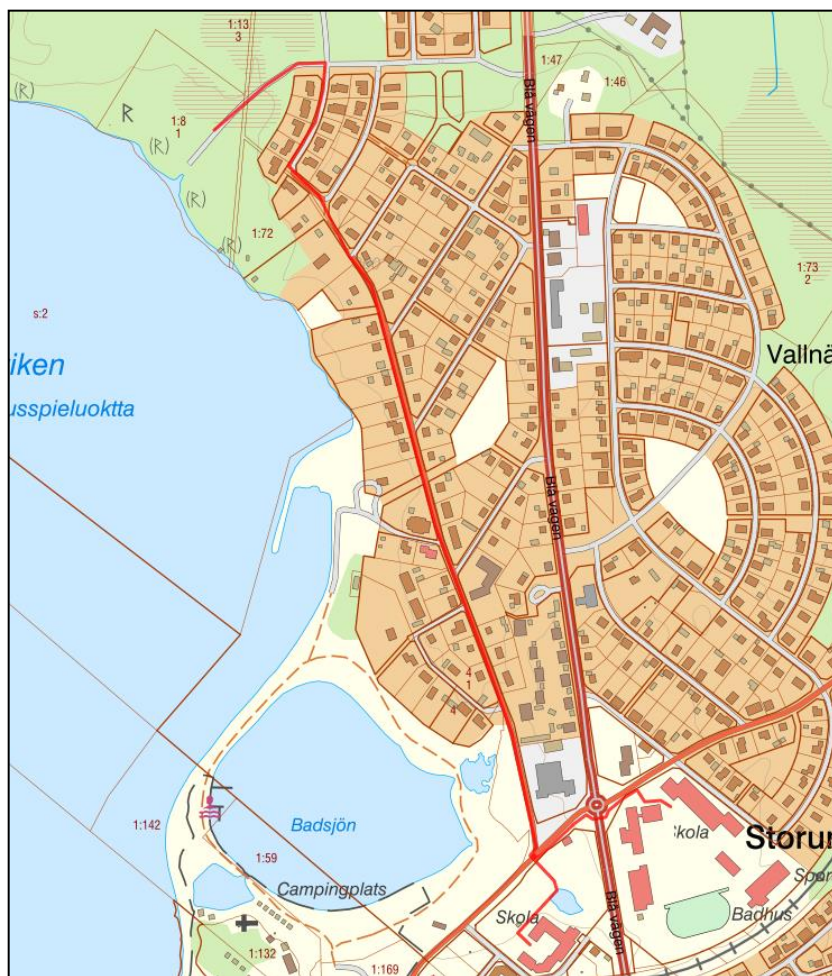 1:13
3
1:47
1:46
Blå vägen
(R)
R
1:8
1
(R)
(R)
(R)
1:72
1:73
2
s:2
Vallnä
iken
usspieluoktta
Blå vägen
4
1
4
1:142
Badsjön
kola
Storu
1:59
Spor
Campingplats
Skola
Blå vägen
Badhus
1:132
1:169